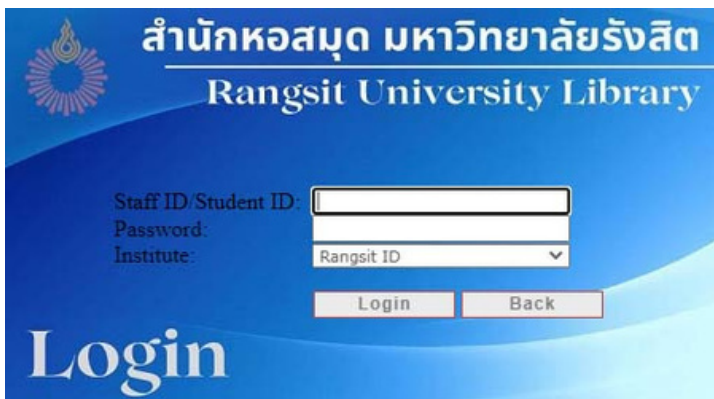 สำนักหอสมุด มหาวิทยาลัยรังสิต
Rangsit University Library
Staff ID/Student ID:
Password:
Institute: Rangsit ID
Login Back
Login